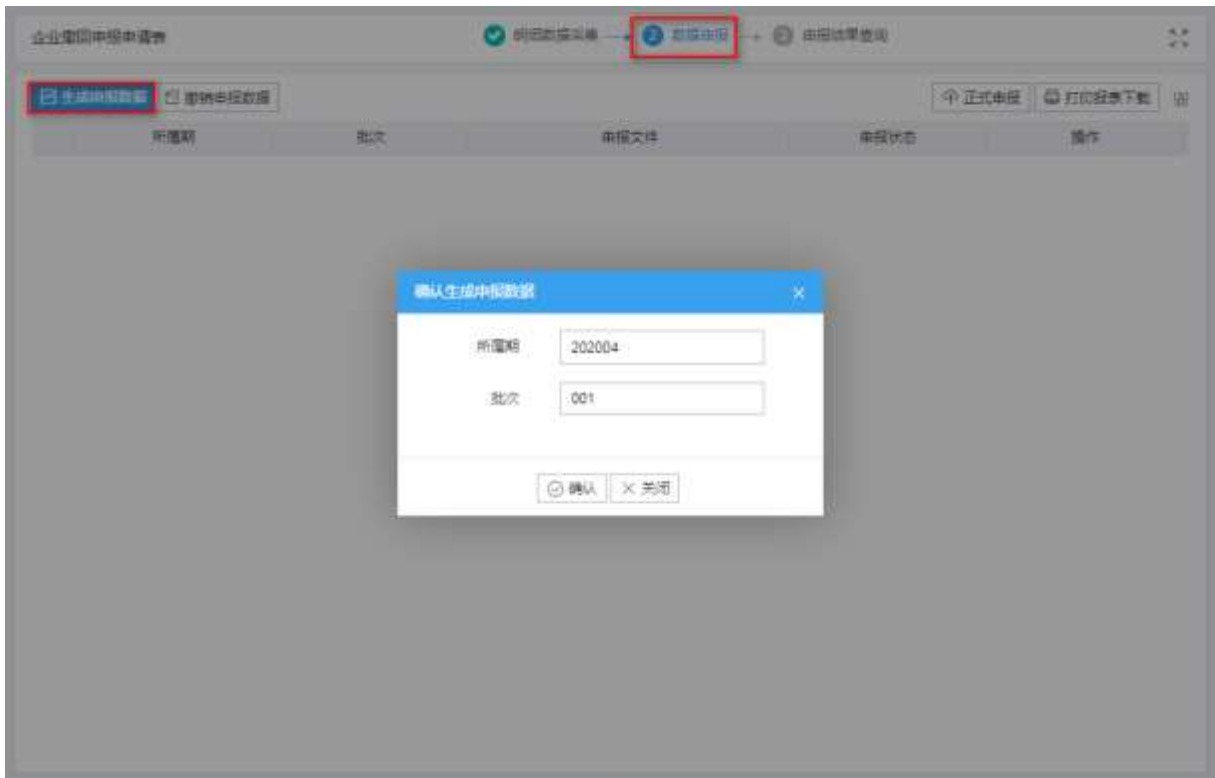 企业撤回申报申请表
明细数据采集
2 数据申报
3 申报结果查询
生成申报数据 撤销申报数据
正式申报 打印报表下载
所属期 批次 申报文件 申报状态 操作
确认生成申报数据
所属期 202004
批次 001
确认 关闭